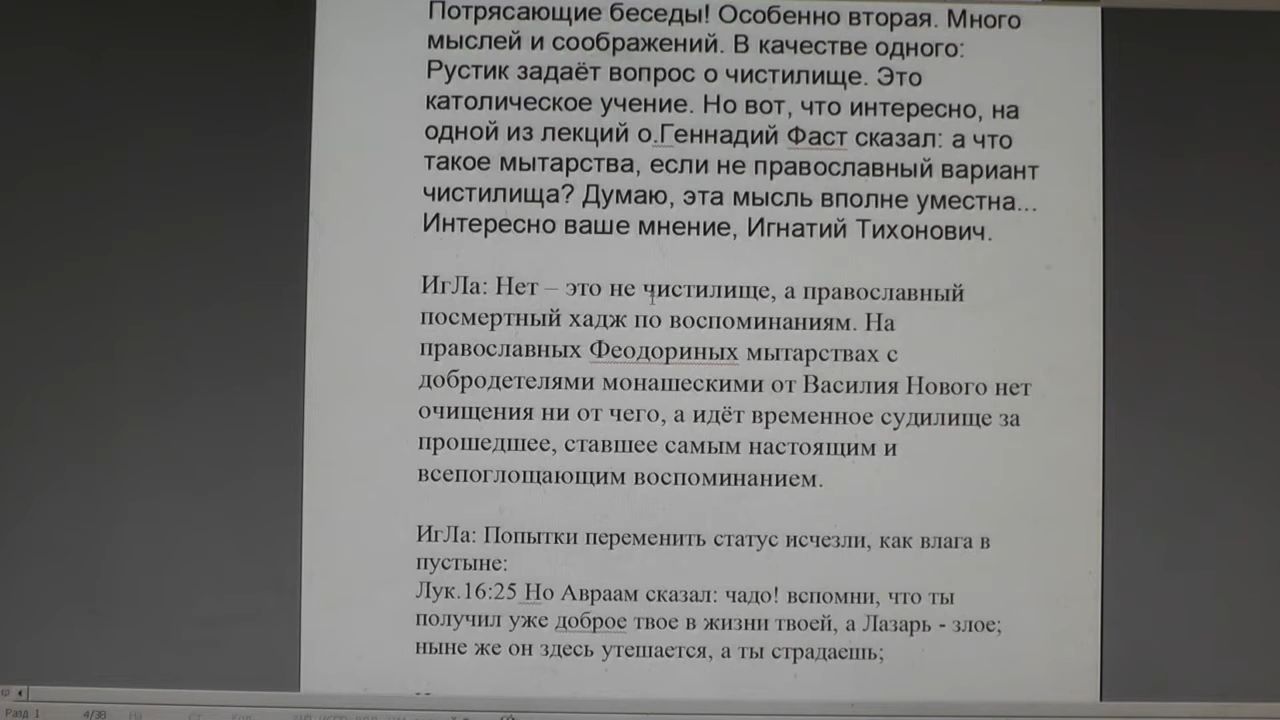 Потрясающие беседы! Особенно вторая. Много
мыслей и соображений. В качестве одного:
Рустик задаёт вопрос о чистилище. Это
католическое учение. Но вот, что интересно, на
одной из лекций о.Геннадий Фаст сказал: а что
такое мытарства, если не православный вариант
чистилища? Думаю, эта мысль вполне уместна...
Интересно ваше мнение, Игнатий Тихонович.
ИгЛа: Нет – это не чистилище, а православный
посмертный хадж по воспоминаниям. На
православных Феодориных мытарствах с
добродетелями монашескими от Василия Нового нет
очищения ни от чего, а идёт временное судилище за
прошедшее, ставшее самым настоящим и
всепоглощающим воспоминанием.
ИгЛа: Попытки переменить статус исчезли, как влага в
пустыне:
Лук.16:25 Но Авраам сказал: чадо! вспомни, что ты
получил уже доброе твое в жизни твоей, а Лазарь - злое;
ныне же он здесь утешается, а ты страдаешь;
Разд 1 4/38